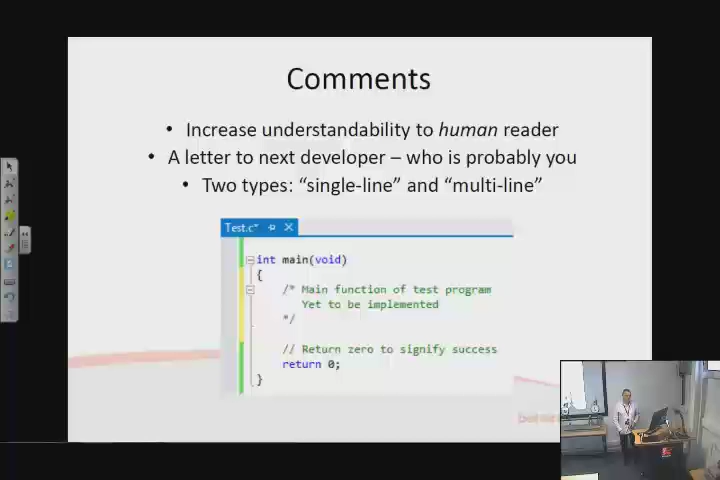 Comments
• Increase understandability to human reader
• A letter to next developer – who is probably you
• Two types: “single-line” and “multi-line”
Test.c*
int main(void)
{
/* Main function of test program
Yet to be implemented
*/
// Return zero to signify success
return 0;
}